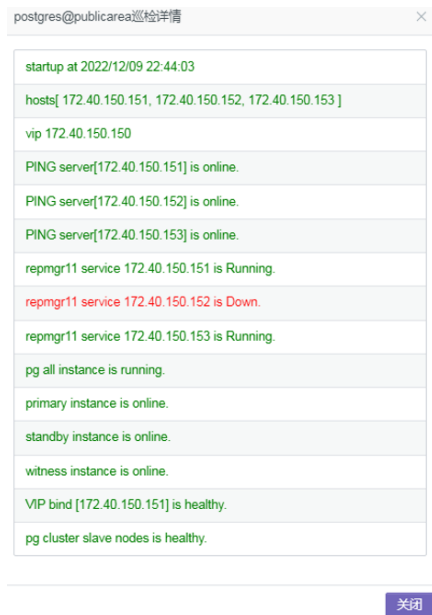 postgres@publicarea巡检详情
startup at 2022/12/09 22:44:03
hosts[ 172.40.150.151, 172.40.150.152, 172.40.150.153 ]
vip 172.40.150.150
PING server[172.40.150.151] is online.
PING server[172.40.150.152] is online.
PING server[172.40.150.153] is online.
repmgr11 service 172.40.150.151 is Running.
repmgr11 service 172.40.150.152 is Down.
repmgr11 service 172.40.150.153 is Running.
pg all instance is running.
primary instance is online.
standby instance is online.
witness instance is online.
VIP bind [172.40.150.151] is healthy.
pg cluster slave nodes is healthy.
关闭